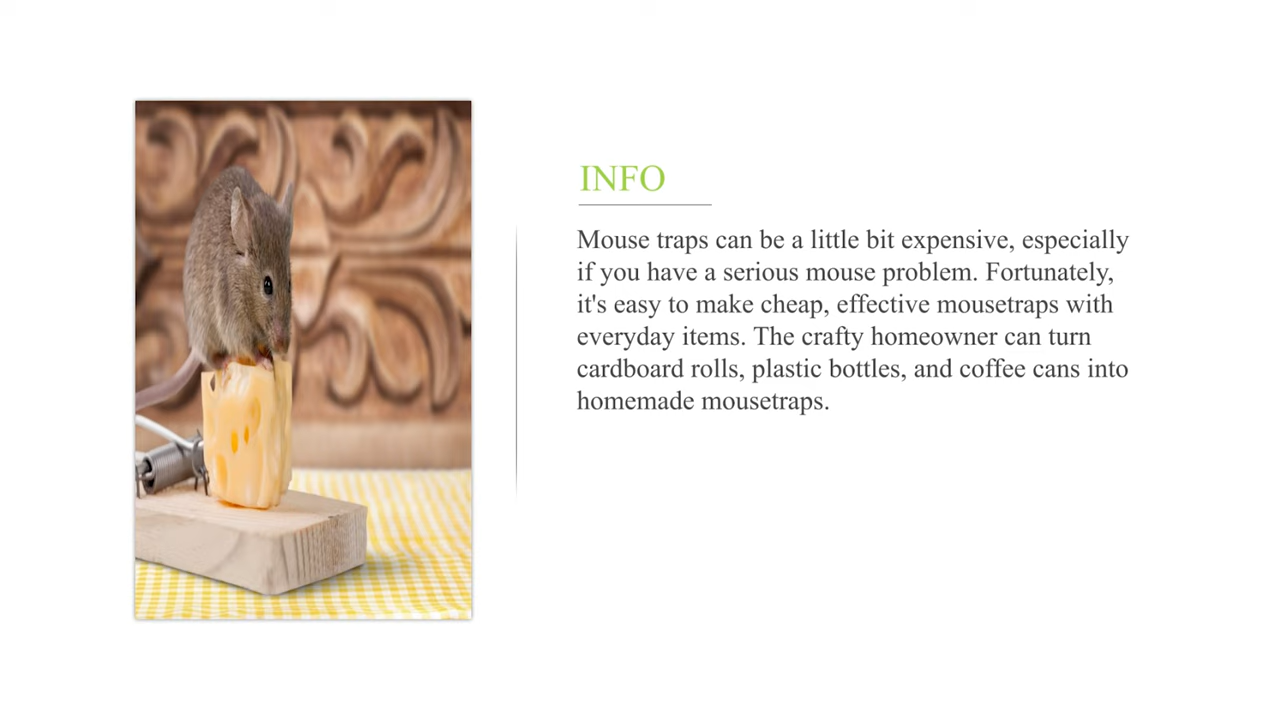 INFO
Mouse traps can be a little bit expensive, especially
if you have a serious mouse problem. Fortunately,
it's easy to make cheap, effective mousetraps with
everyday items. The crafty homeowner can turn
cardboard rolls, plastic bottles, and coffee cans into
homemade mousetraps.